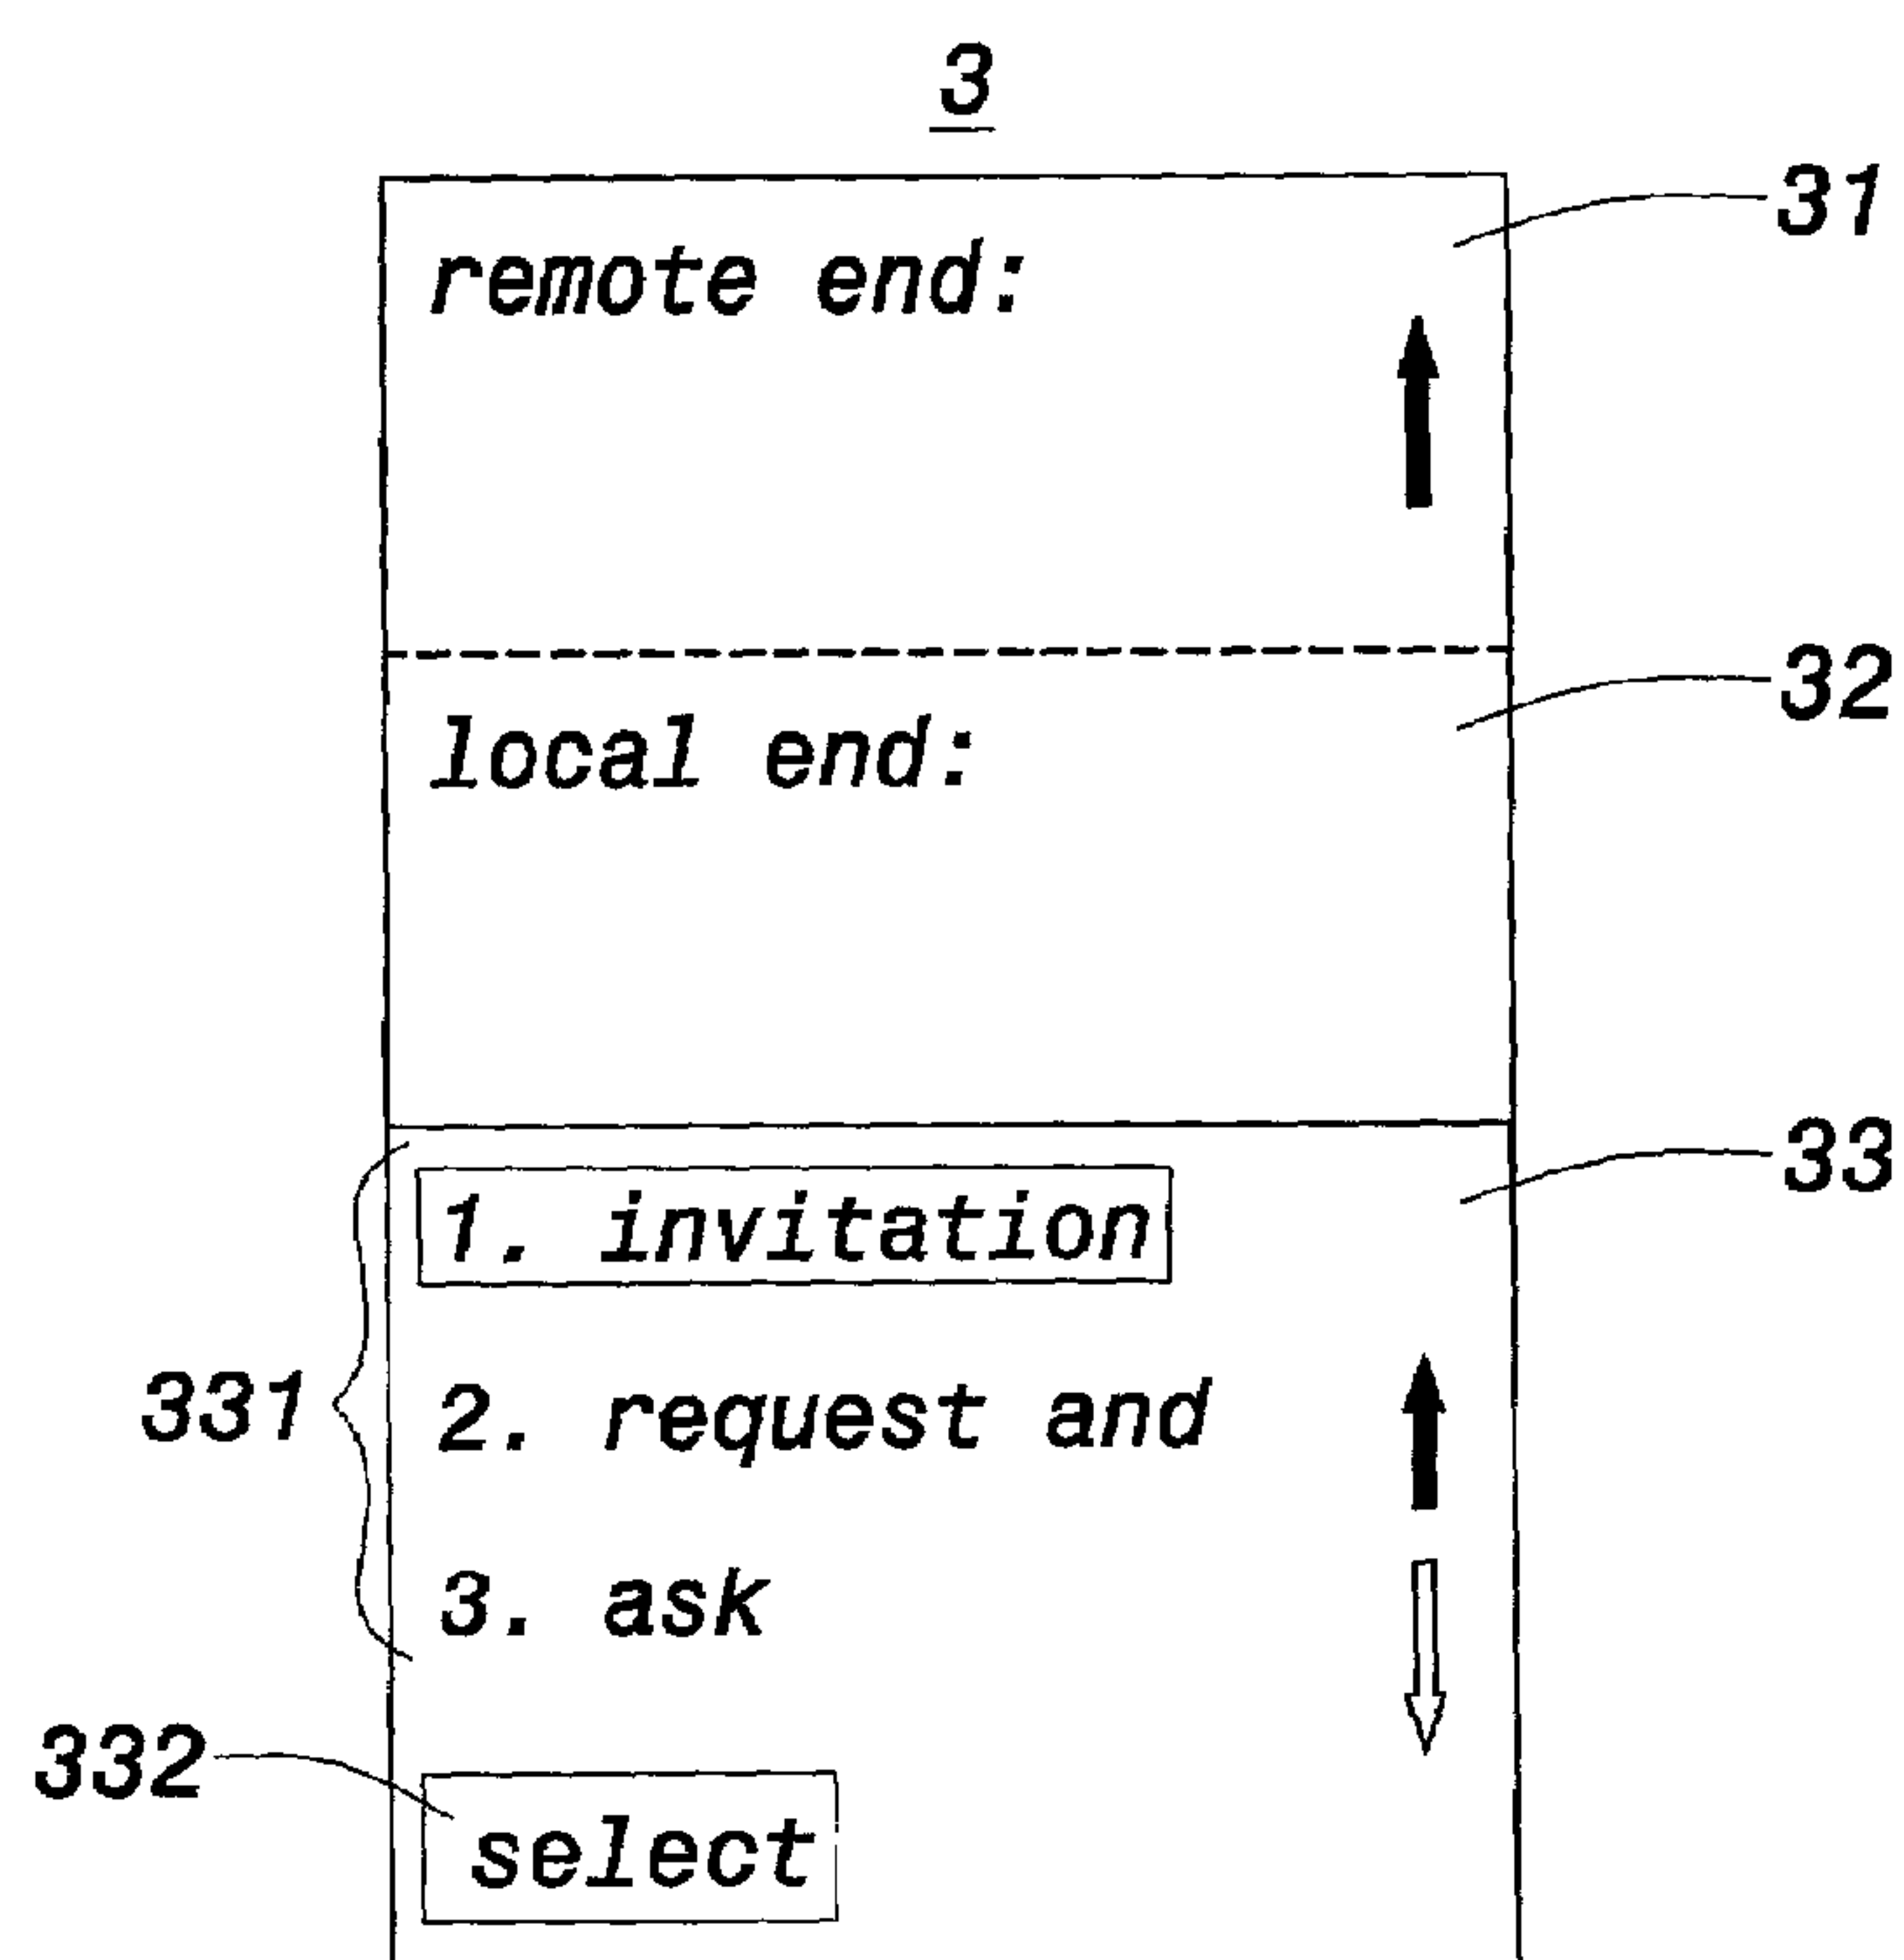 3
31
remote end:
32
local end:
33
1. invitation
331
2. request and
3. ask
332
select